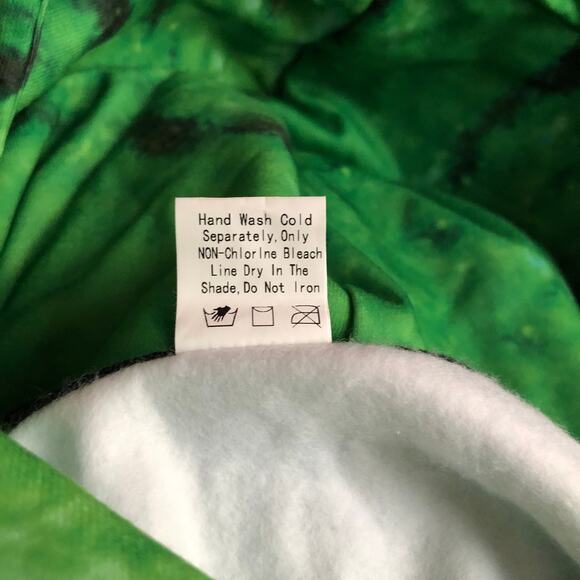 Hand Wash Cold
Separately,Only
NON-Chlorine Bleach
Line Dry In The
Shade,Do Not Iron